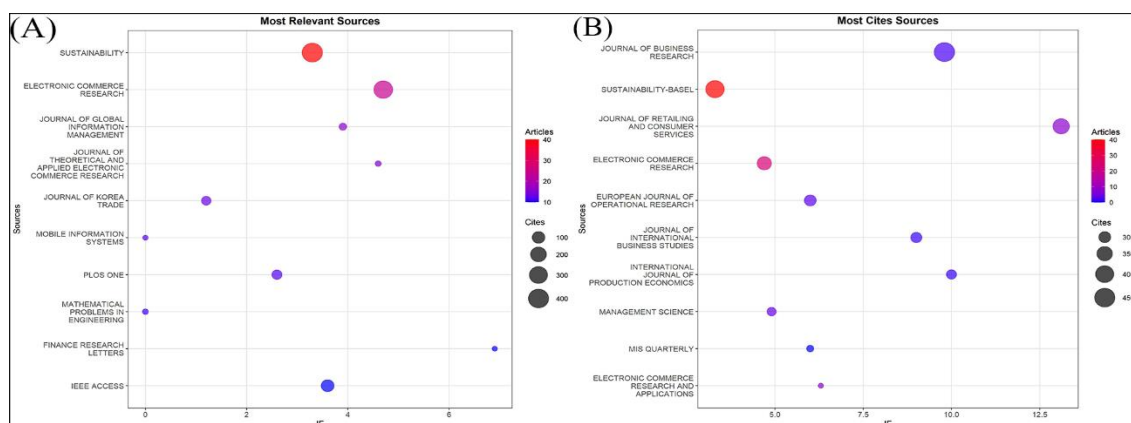 (A)
Most Relevant Sources
SUSTAINABILITY
ELECTRONIC COMMERCE
RESEARCH
JOURNAL OF GLOBAL
INFORMATION
MANAGEMENT
JOURNAL OF
THEORETICAL AND
APPLIED ELECTRONIC
COMMERCE RESEARCH
JOURNAL OF KOREA
TRADE
MOBILE INFORMATION
SYSTEMS
PLOS ONE
MATHEMATICAL
PROBLEMS IN
ENGINEERING
FINANCE RESEARCH
LETTERS
IEEE ACCESS
Sources
0 2 4 6
Articles
40
30
20
10
Cites
100
200
300
400
(B)
Most Cites Sources
JOURNAL OF BUSINESS
RESEARCH
SUSTAINABILITY-BASEL
JOURNAL OF RETAILING
AND CONSUMER
SERVICES
ELECTRONIC COMMERCE
RESEARCH
EUROPEAN JOURNAL OF
OPERATIONAL RESEARCH
JOURNAL OF
INTERNATIONAL
BUSINESS STUDIES
INTERNATIONAL
JOURNAL OF
PRODUCTION ECONOMICS
MANAGEMENT SCIENCE
MIS QUARTERLY
ELECTRONIC COMMERCE
RESEARCH AND
APPLICATIONS
Sources
5.0 7.5 10.0 12.5
Articles
40
30
20
10
0
Cites